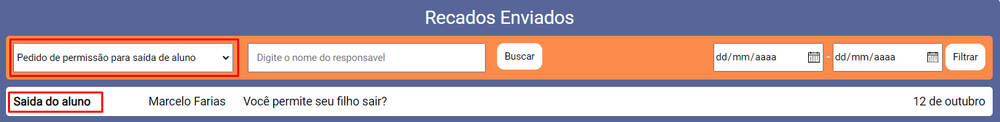 Recados Enviados
Pedido de permissão para saída de aluno Digite o nome do responsavel Buscar dd/mm/aaaa - dd/mm/aaaa Filtrar
Saida do aluno Marcelo Farias Você permite seu filho sair? 12 de outubro